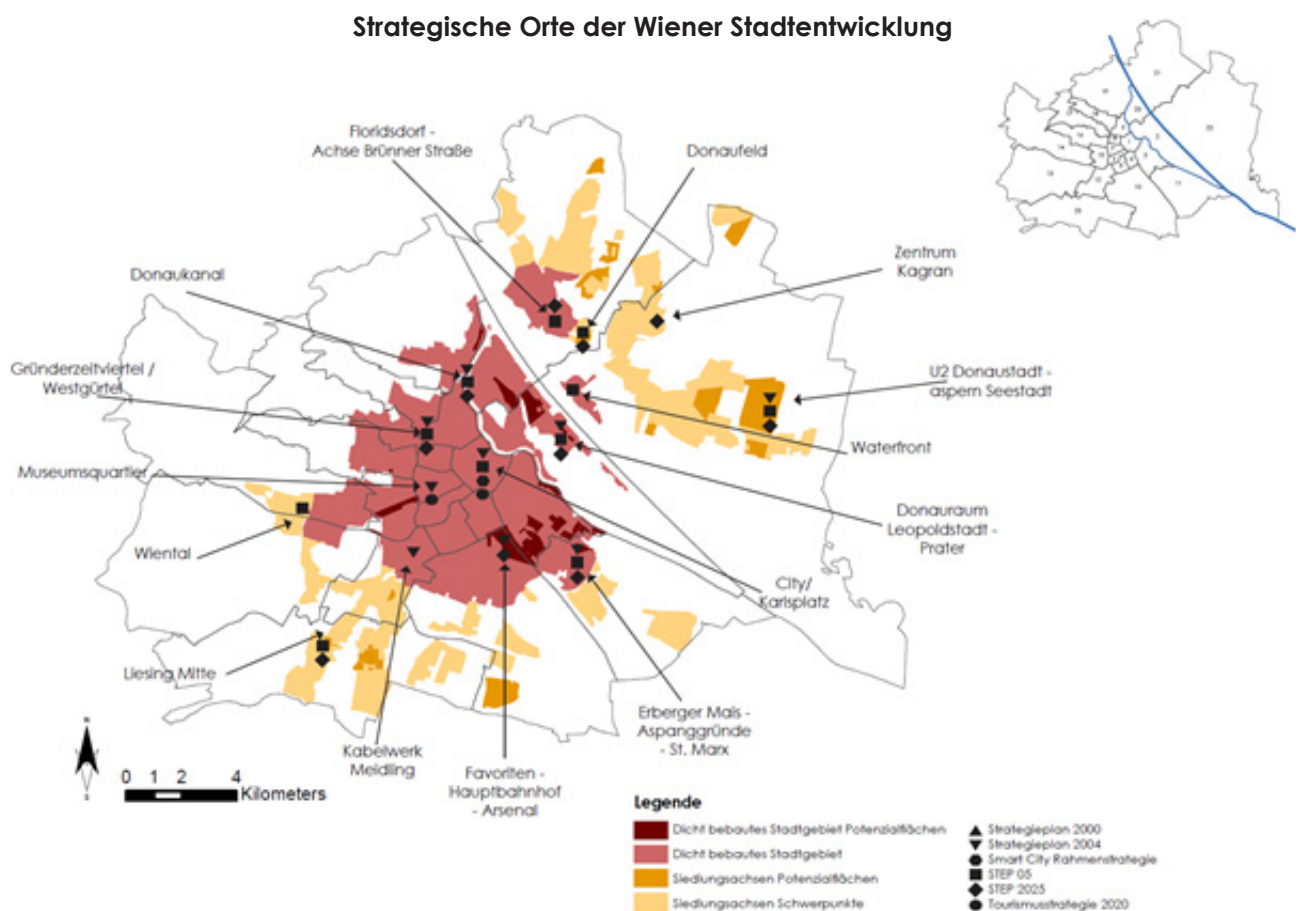 Strategische Orte der Wiener Stadtentwicklung
Floridsdorf -
Achse Brünner Straße
Donaufeld
Zentrum
Kagran
Donaukanal
Gründerzeitviertel /
Westgürtel
U2 Donaustadt -
aspern Seestadt
Waterfront
Museumsquartier
Donauraum
Leopoldstadt -
Prater
Wiental
City/
Karlsplatz
Liesing Mitte
Erberger Mais -
Aspanggründe
- St. Marx
Kabelwerk
Meidling
Favoriten -
Hauptbahnhof
- Arsenal
N
S
0 1 2 4
Kilometers
Legende
Dicht bebautes Stadtgebiet Potenzialflächen
Dicht bebautes Stadtgebiet
Siedlungsachsen Potenzialflächen
Siedlungsachsen Schwerpunkte
Strategieplan 2000
Strategieplan 2004
Smart City Rahmenstrategie
STEP 05
STEP 2025
Tourismusstrategie 2020